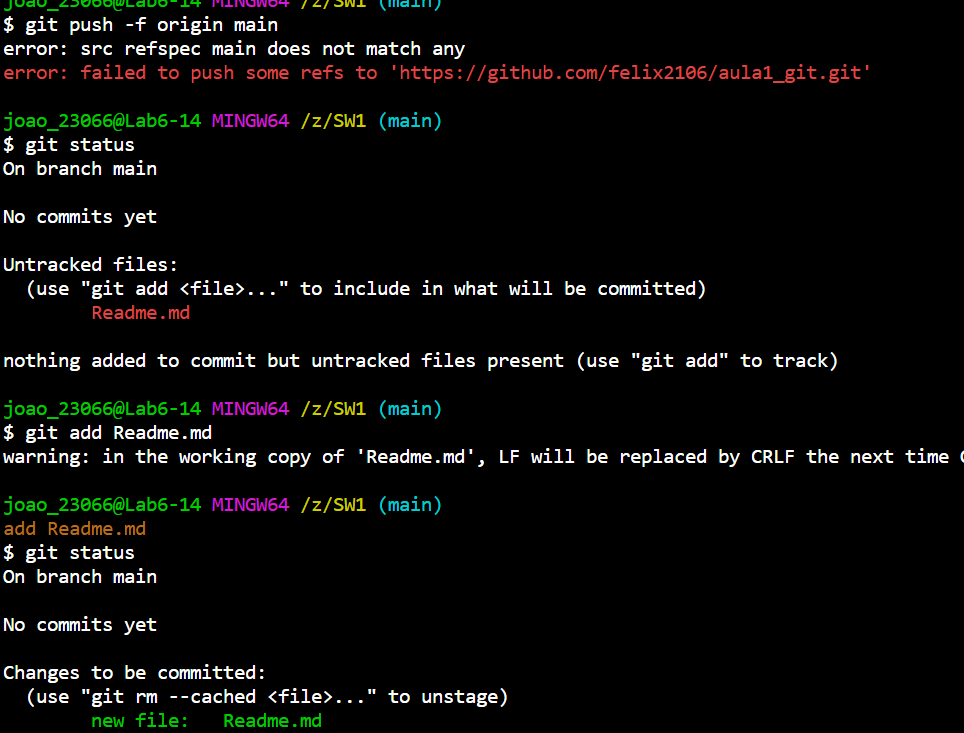 joao_23066@Lab6-14 MINGW64 /z/SW1 (main)
$ git push -f origin main
error: src refspec main does not match any
error: failed to push some refs to 'https://github.com/felix2106/aula1_git.git'
joao_23066@Lab6-14 MINGW64 /z/SW1 (main)
$ git status
On branch main
No commits yet
Untracked files:
  (use "git add <file>..." to include in what will be committed)
        Readme.md
nothing added to commit but untracked files present (use "git add" to track)
joao_23066@Lab6-14 MINGW64 /z/SW1 (main)
$ git add Readme.md
warning: in the working copy of 'Readme.md', LF will be replaced by CRLF the next time
joao_23066@Lab6-14 MINGW64 /z/SW1 (main)
add Readme.md
$ git status
On branch main
No commits yet
Changes to be committed:
  (use "git rm --cached <file>..." to unstage)
        new file:   Readme.md